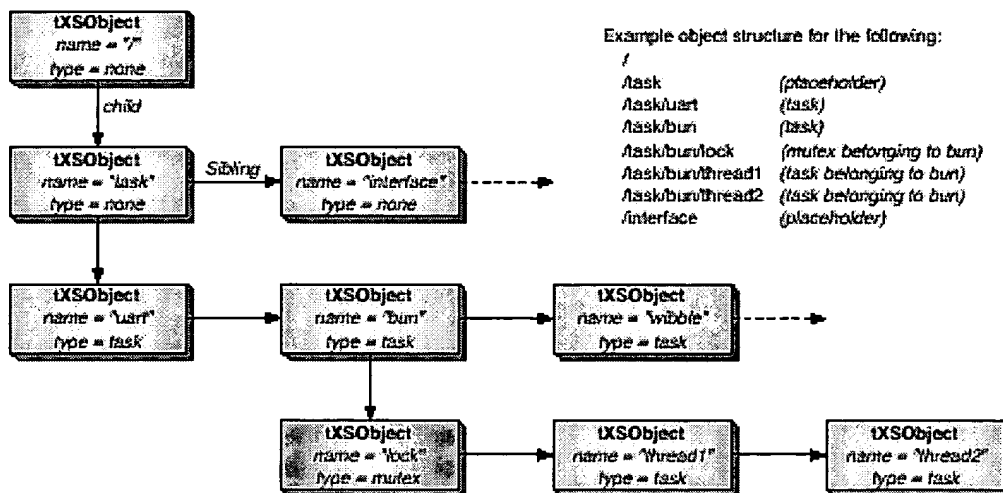 tXSObject
name = "/"
type = none
child
tXSObject
name = "task"
type = none
Sibling
tXSObject
name = "interface"
type = none
tXSObject
name = "uart"
type = task
tXSObject
name = "bun"
type = task
tXSObject
name = "wibble"
type = task
tXSObject
name = "lock"
type = mutex
tXSObject
name = "thread1"
type = task
tXSObject
name = "thread2"
type = task
Example object structure for the following:
/
/task (placeholder)
/task/uart (task)
/task/bun (task)
/task/bun/lock (mutex belonging to bun)
/task/bun/thread1 (task belonging to bun)
/task/bun/thread2 (task belonging to bun)
/interface (placeholder)